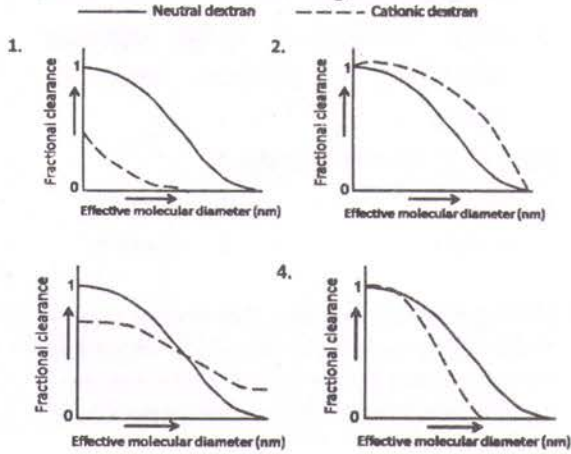 Neutral dextran Cationic dextran
1. 2.
Fractional clearance 1 0
Effective molecular diameter (nm)
Fractional clearance 1 0
Effective molecular diameter (nm)
4.
Fractional clearance 1 0
Effective molecular diameter (nm)
Fractional clearance 1 0
Effective molecular diameter (nm)